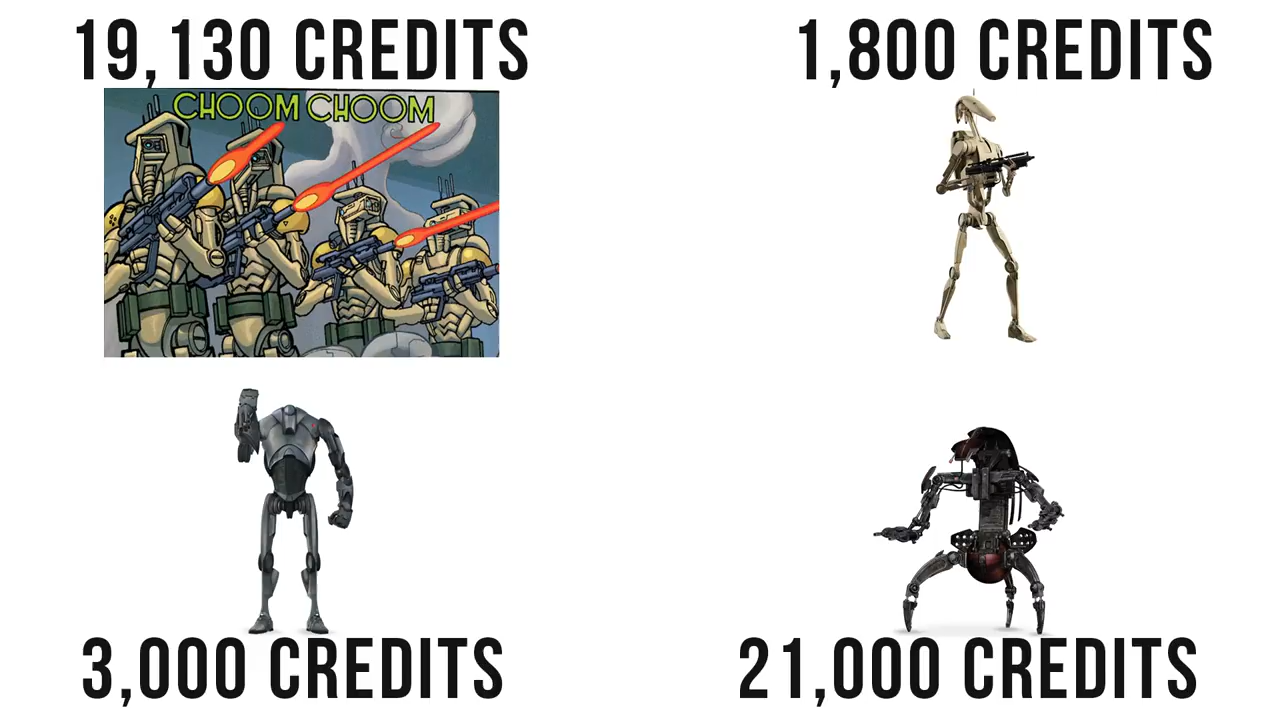 19,130 CREDITS
1,800 CREDITS
CHOOM CHOOM
3,000 CREDITS
21,000 CREDITS